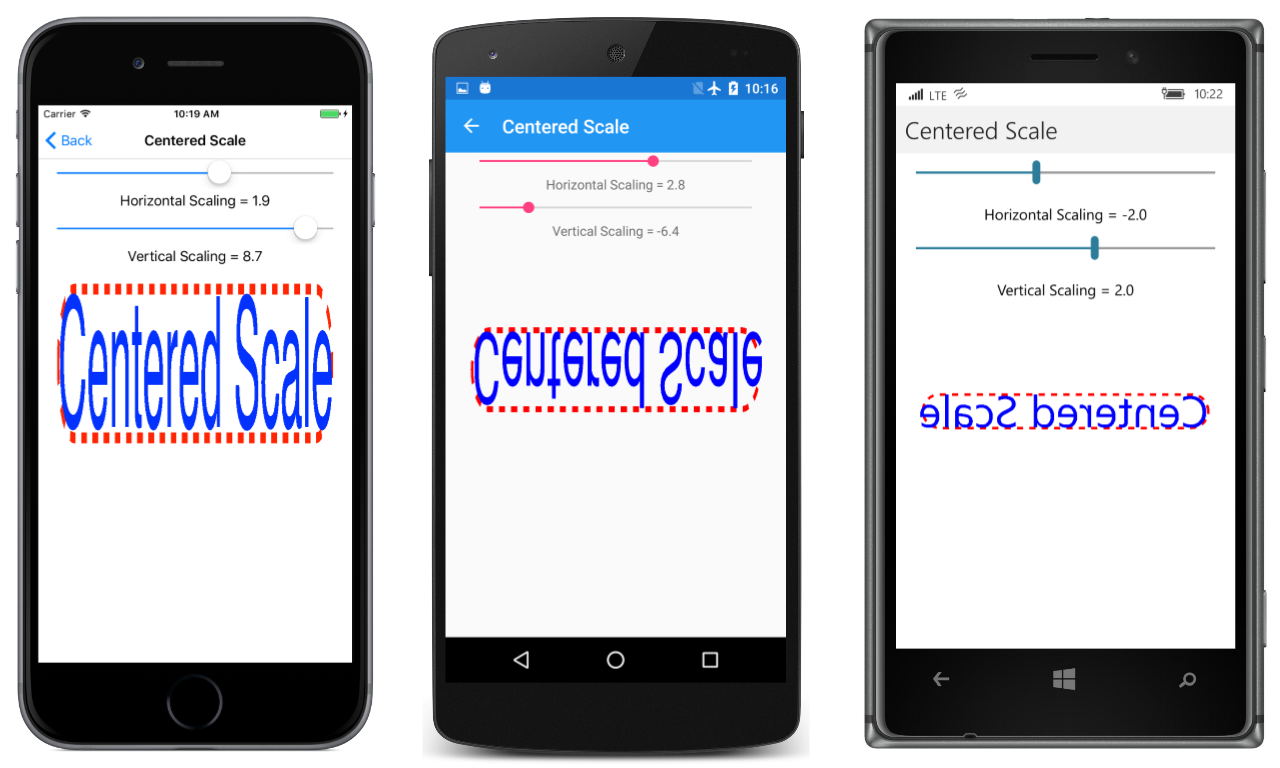 Carrier 10:19 AM
Back Centered Scale
Horizontal Scaling = 1.9
Vertical Scaling = 8.7
Centered Scale
10:16
Centered Scale
Horizontal Scaling = 2.8
Vertical Scaling = -6.4
Centered Scale
LTE 10:22
Centered Scale
Horizontal Scaling = -2.0
Vertical Scaling = 2.0
Centered Scale